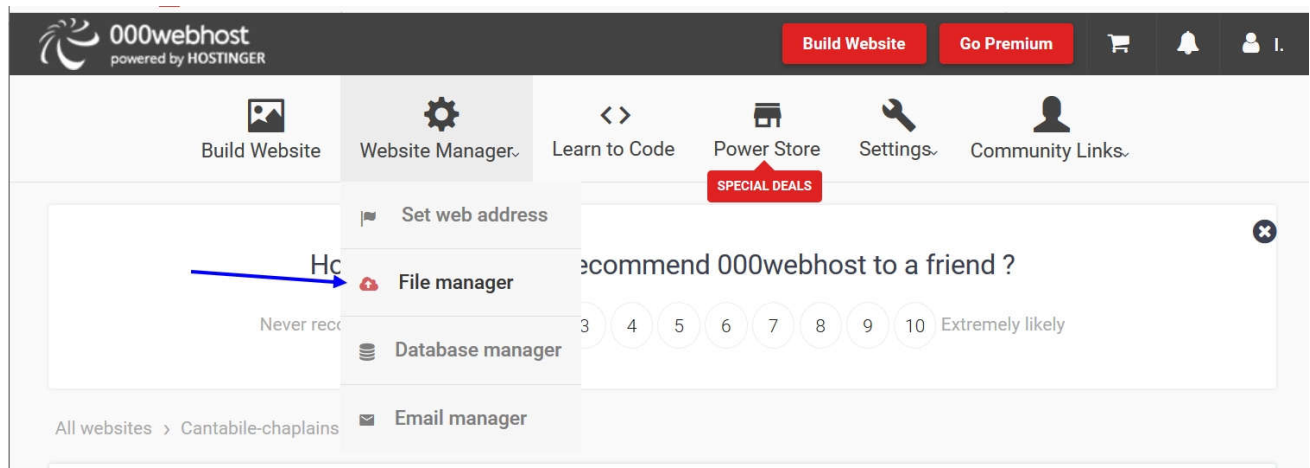 000webhost
powered by HOSTINGER
Build Website
Go Premium
I.
Build Website
Website Manager
Learn to Code
Power Store
Settings
Community Links
SPECIAL DEALS
Set web address
File manager
Database manager
Email manager
ecommend 000webhost to a friend ?
Never
3 4 5 6 7 8 9 10 Extremely likely
All websites › Cantabile-chaplains